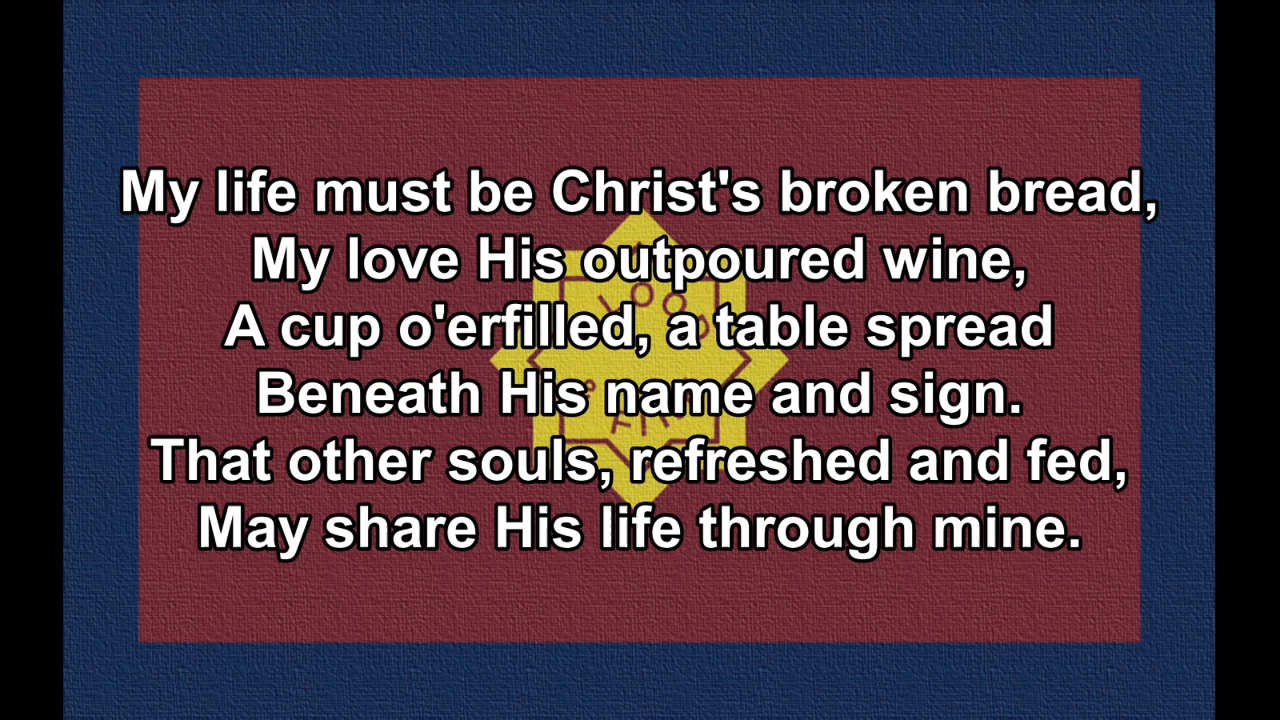 My life must be Christ's broken bread,
My love His outpoured wine,
A cup o'erfilled, a table spread
Beneath His name and sign.
That other souls, refreshed and fed,
May share His life through mine.